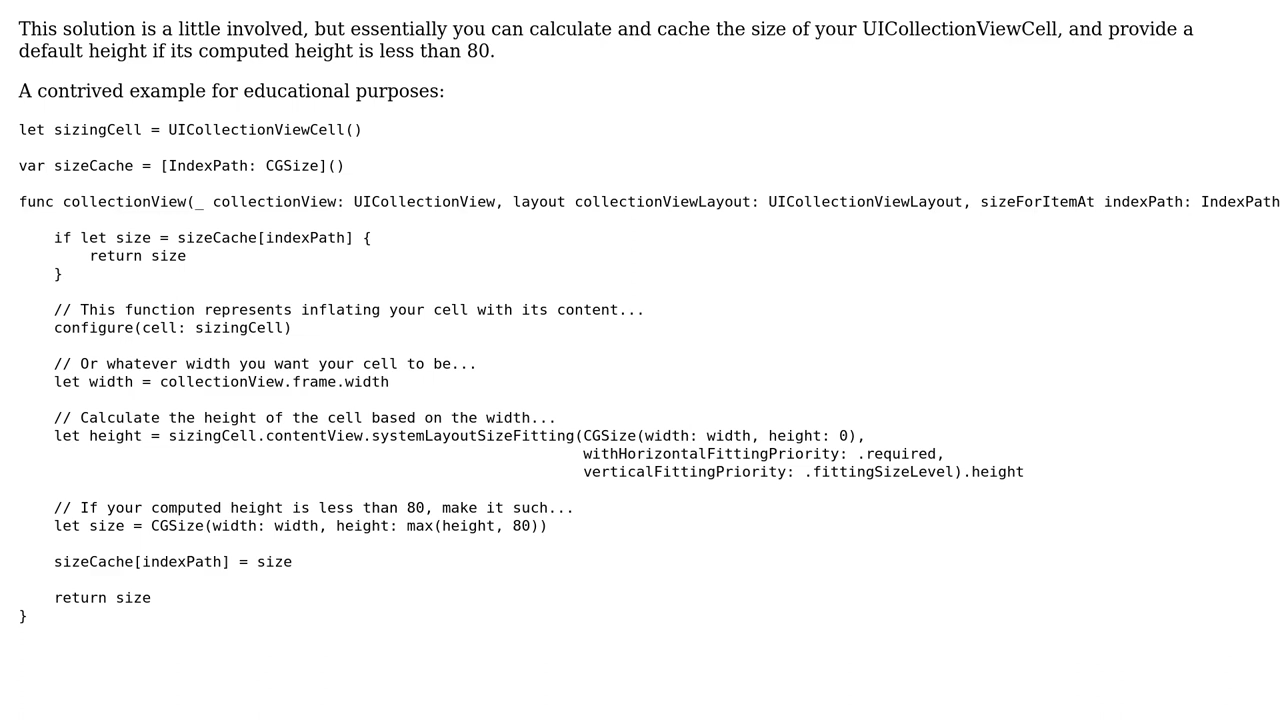 This solution is a little involved, but essentially you can calculate and cache the size of your UICollectionViewCell, and provide a
default height if its computed height is less than 80.
A contrived example for educational purposes:
let sizingCell = UICollectionViewCell()
var sizeCache = [IndexPath: CGSize]()
func collectionView(_ collectionView: UICollectionView, layout collectionViewLayout: UICollectionViewLayout, sizeForItemAt indexPath: IndexPath
    if let size = sizeCache[indexPath] {
        return size
    }
    // This function represents inflating your cell with its content...
    configure(cell: sizingCell)
    // Or whatever width you want your cell to be...
    let width = collectionView.frame.width
    // Calculate the height of the cell based on the width...
    let height = sizingCell.contentView.systemLayoutSizeFitting(CGSize(width: width, height: 0),
                                                                withHorizontalFittingPriority: .required,
                                                                verticalFittingPriority: .fittingSizeLevel).height
    // If your computed height is less than 80, make it such...
    let size = CGSize(width: width, height: max(height, 80))
    sizeCache[indexPath] = size
    return size
}